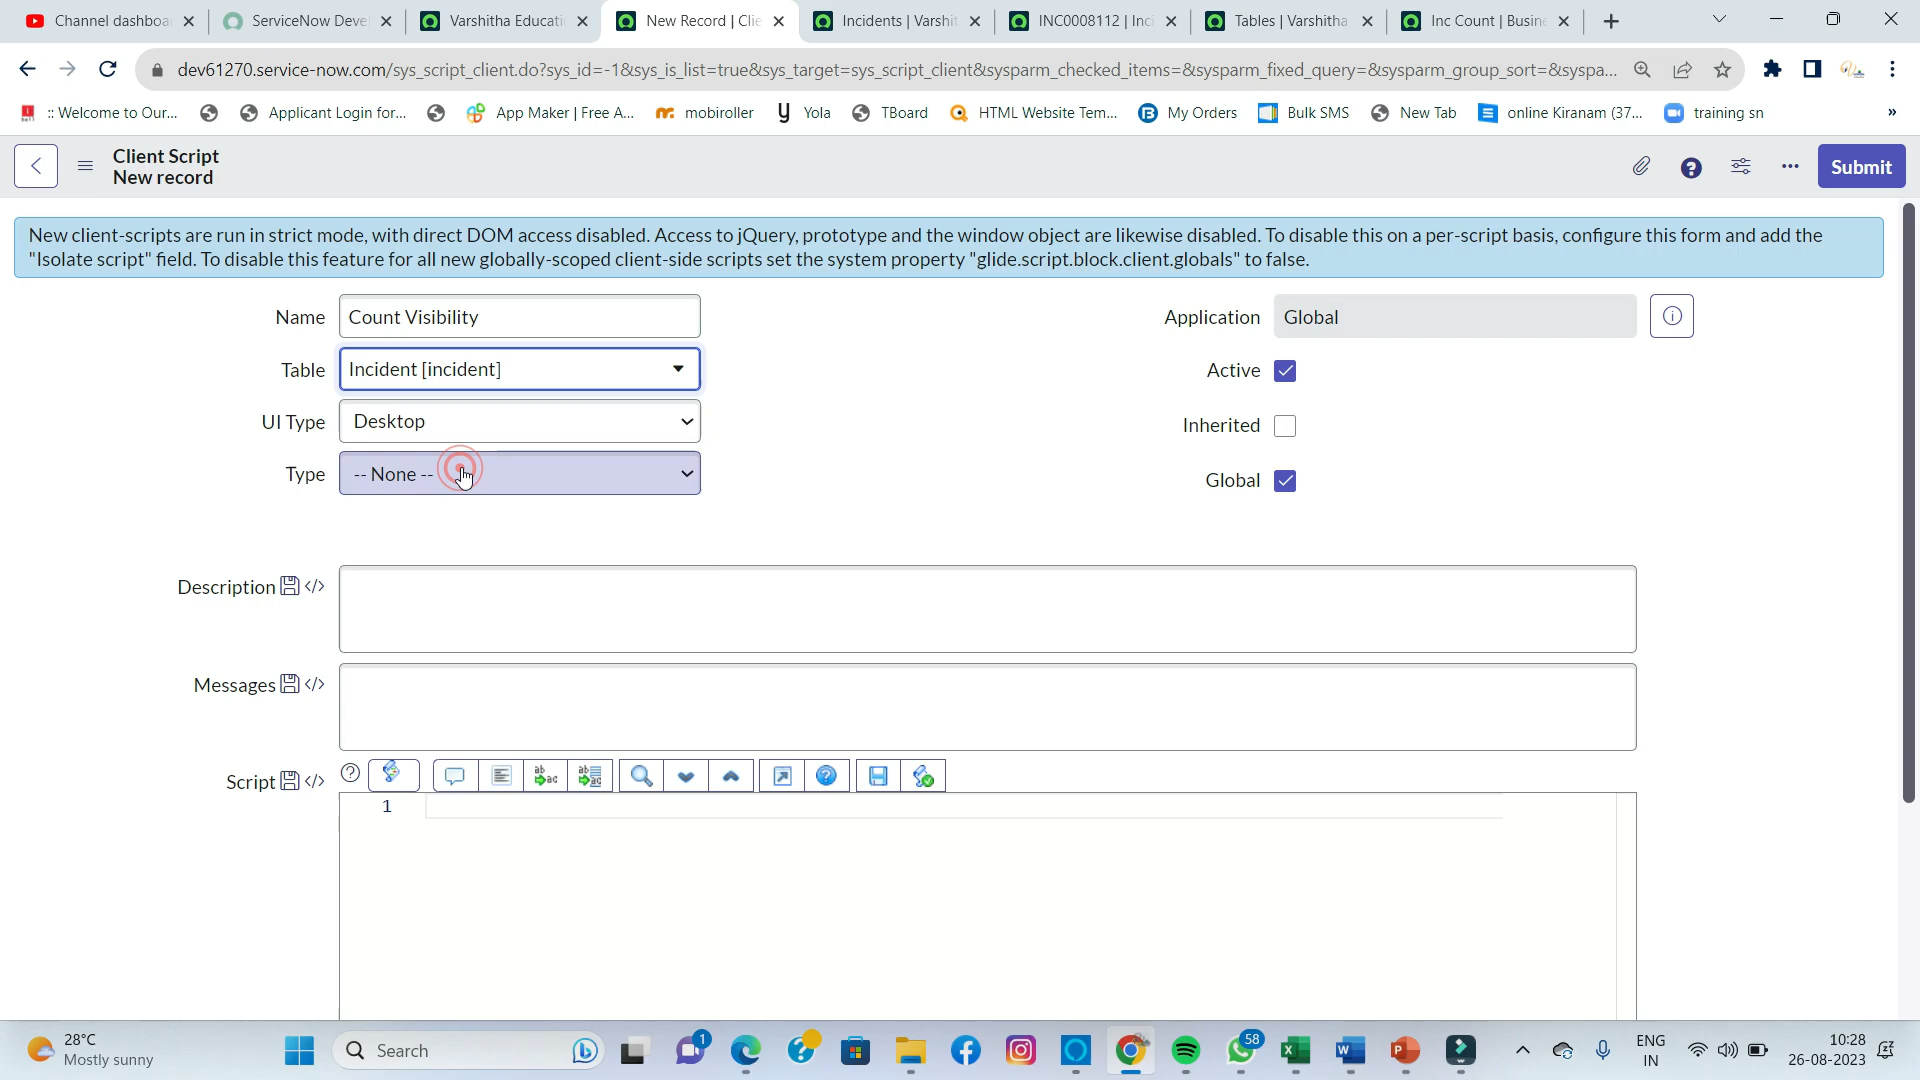 Channel dashboa
ServiceNow Deve
Varshitha Educati
New Record | Clie
Incidents | Varshit
INC0008112 | Inci
Tables | Varshitha
Inc Count | Busin
dev61270.service-now.com/sys_script_client.do?sys_id=-1&sys_is_list=true&sys_target=sys_script_client&sysparm_checked_items=&sysparm_fixed_query=&sysparm_group_sort=&syspa...
:: Welcome to Our...
Applicant Login for...
App Maker | Free A...
mobiroller
Yola
TBoard
HTML Website Tem...
My Orders
Bulk SMS
New Tab
online Kiranam (37...
training sn
»
Client Script
New record
Submit
New client-scripts are run in strict mode, with direct DOM access disabled. Access to jQuery, prototype and the window object are likewise disabled. To disable this on a per-script basis, configure this form and add the
"Isolate script" field. To disable this feature for all new globally-scoped client-side scripts set the system property "glide.script.block.client.globals" to false.
Name Count Visibility
Application Global
Table Incident [incident]
Active
UI Type Desktop
Inherited
Type -- None --
Global
Description
Messages
Script
1
28°C
Mostly sunny
Search
1
58
ENG
IN
10:28
26-08-2023